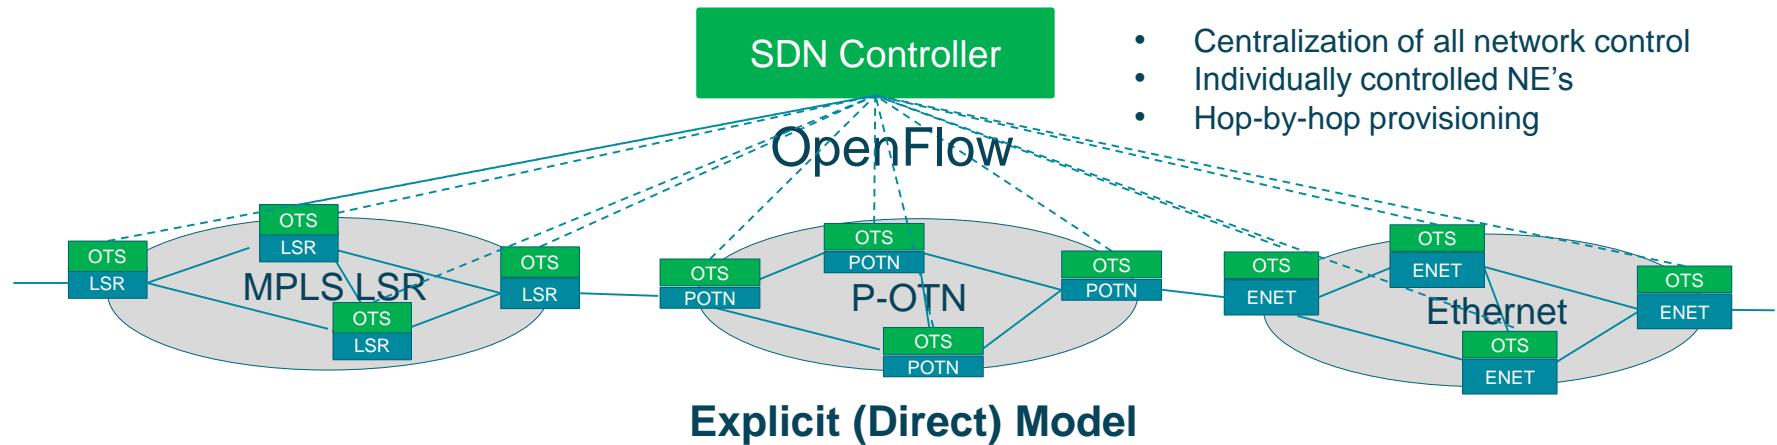 SDN Controller
• Centralization of all network control
• Individually controlled NE's
• Hop-by-hop provisioning
OpenFlow
OTS
LSR
OTS
LSR
MPLS LSR
OTS
LSR
OTS
LSR
OTS
POTN
OTS
POTN
P-OTN
OTS
POTN
OTS
POTN
OTS
ENET
OTS
ENET
Ethernet
OTS
ENET
OTS
ENET
Explicit (Direct) Model